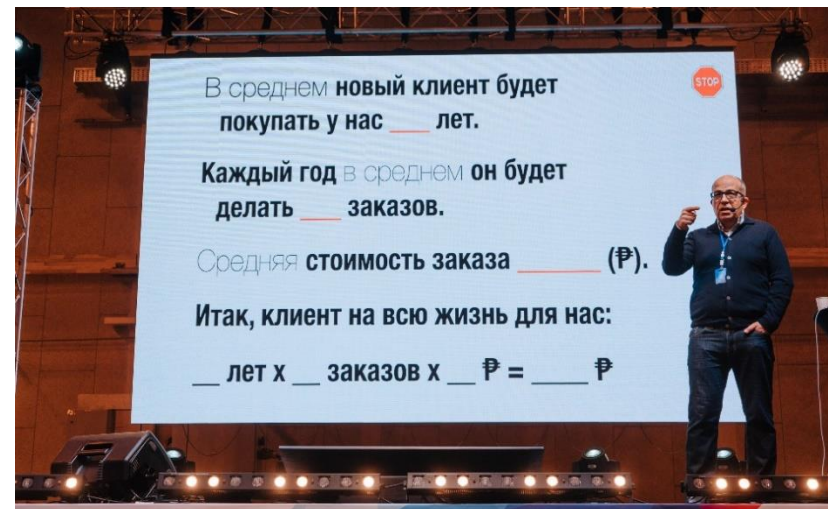 В среднем новый клиент будет
покупать у нас ___ лет.
STOP
Каждый год в среднем он будет
делать ___ заказов.
Средняя стоимость заказа ______ (₽).
Итак, клиент на всю жизнь для нас:
__ лет х __ заказов х __ ₽ = ____ ₽